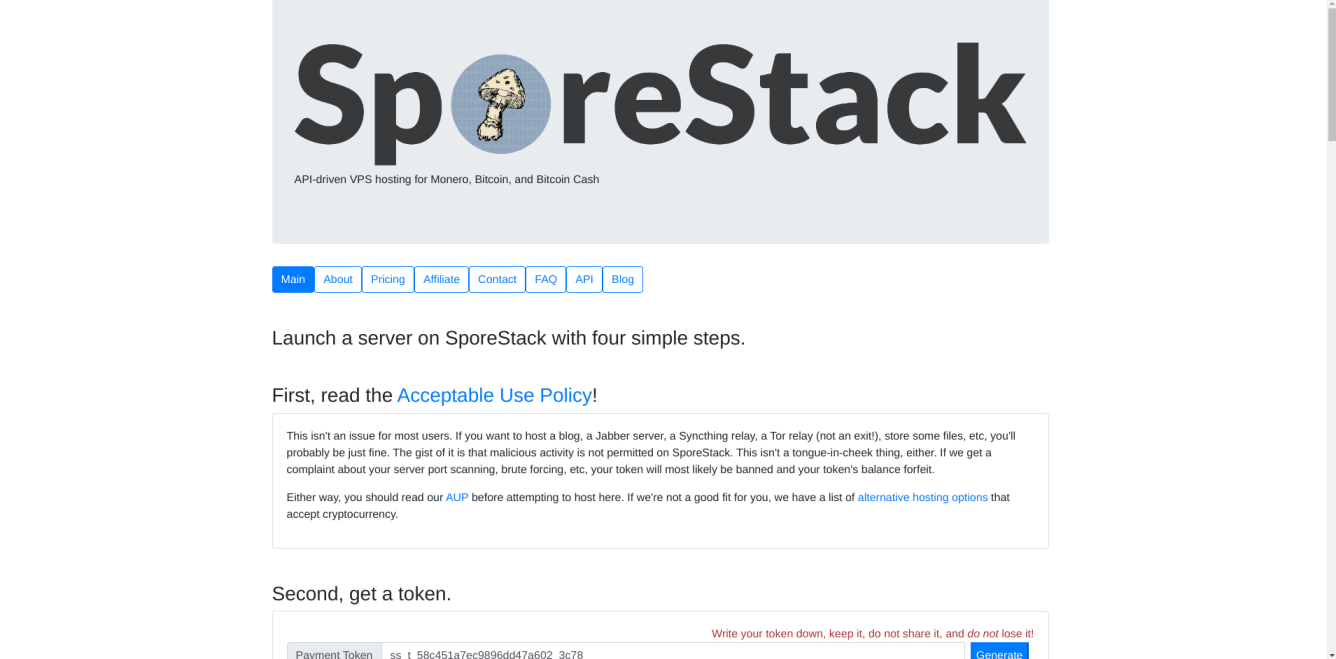 SporeStack
API-driven VPS hosting for Monero, Bitcoin, and Bitcoin Cash
Main About Pricing Affiliate Contact FAQ API Blog
Launch a server on SporeStack with four simple steps.
First, read the Acceptable Use Policy!
This isn't an issue for most users. If you want to host a blog, a Jabber server, a Syncthing relay, a Tor relay (not an exit!), store some files, etc, you'll
probably be just fine. The gist of it is that malicious activity is not permitted on SporeStack. This isn't a tongue-in-cheek thing, either. If we get a
complaint about your server port scanning, brute forcing, etc, your token will most likely be banned and your token's balance forfeit.
Either way, you should read our AUP before attempting to host here. If we're not a good fit for you, we have a list of alternative hosting options that
accept cryptocurrency.
Second, get a token.
Write your token down, keep it, do not share it, and do not lose it!
Payment Token ss_t_58c451a7ec9896dd47a602_3c78 Generate